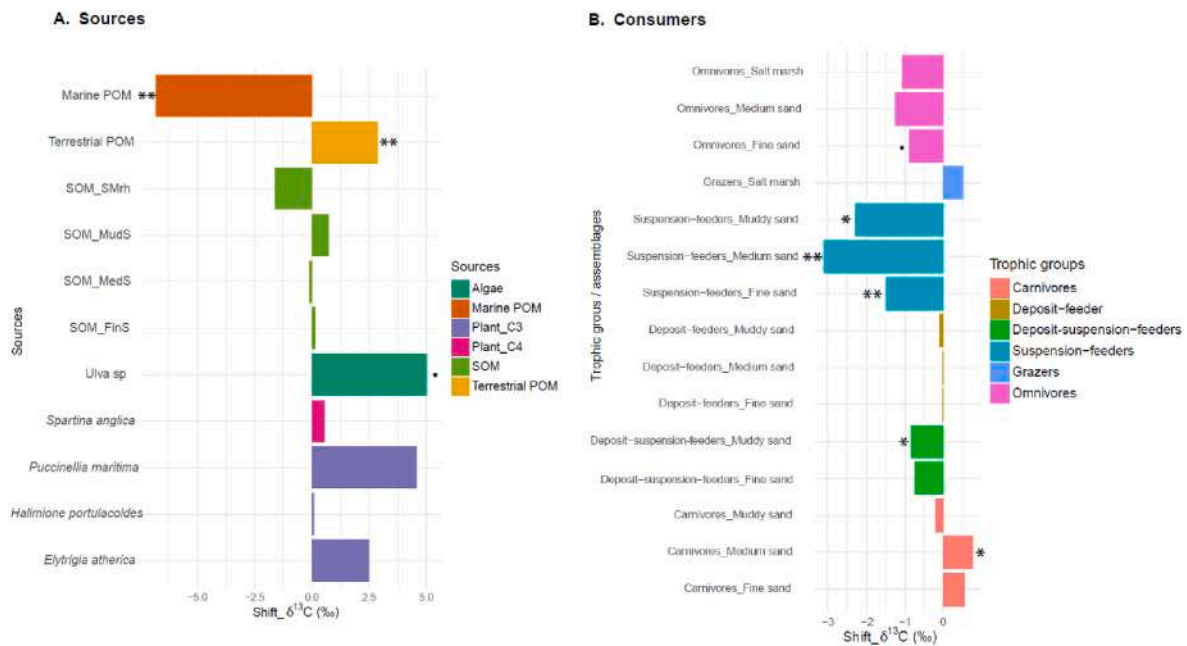 A. Sources
Marine POM
**
Terrestrial POM
**
SOM_SMrh
SOM_MudS
SOM_MedS
SOM_FinS
Ulva sp
•
Spartina anglica
Puccinellia maritima
Halimione portulacoides
Elytrigia atherica
Sources
-5.0
-2.5
0.0
2.5
5.0
Shift_δ¹³C (‰)
Sources
Algae
Marine POM
Plant_C3
Plant_C4
SOM
Terrestrial POM
B. Consumers
Omnivores_Salt marsh
Omnivores_Medium sand
Omnivores_Fine sand
•
Grazers_Salt marsh
Suspension-feeders_Muddy sand
*
Suspension-feeders_Medium sand
**
Suspension-feeders_Fine sand
**
Deposit-feeders_Muddy sand
Deposit-feeders_Medium sand
Deposit-feeders_Fine sand
Deposit-suspension-feeders_Muddy sand
*
Deposit-suspension-feeders_Fine sand
Carnivores_Muddy sand
Carnivores_Medium sand
*
Carnivores_Fine sand
Trophic grous / assemblages
-3
-2
-1
0
Shift_δ¹³C (‰)
Trophic groups
Carnivores
Deposit-feeder
Deposit-suspension-feeders
Suspension-feeders
Grazers
Omnivores